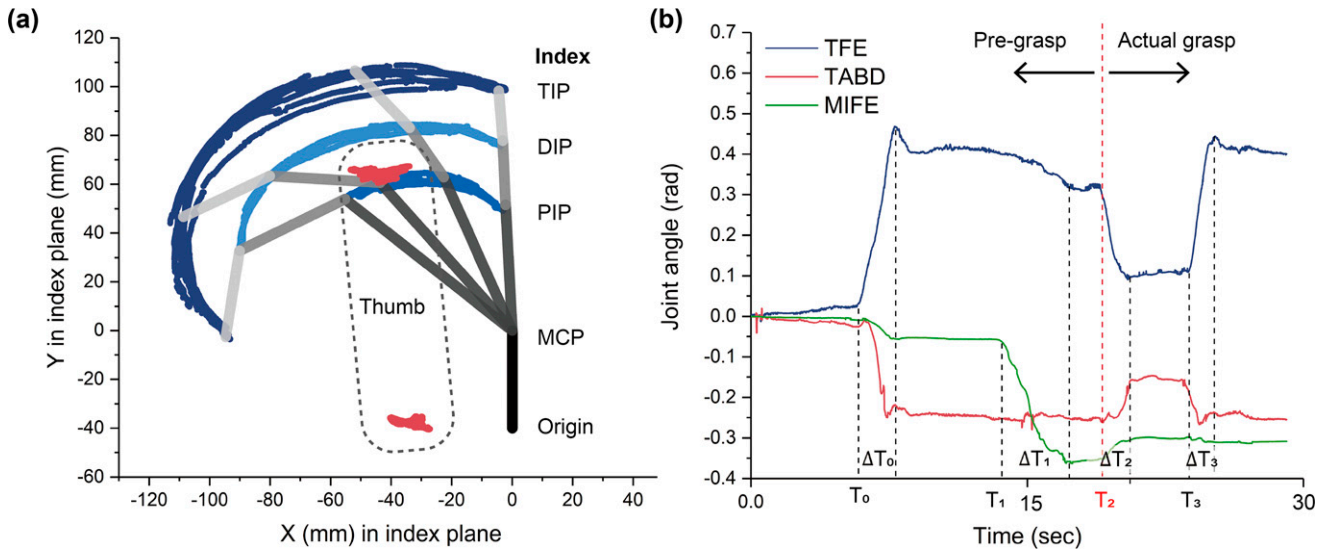 (a)
120
100
80
60
40
20
0
-20
-40
-60
Y in index plane (mm)
-120
-100
-80
-60
-40
-20
0
20
40
X (mm) in index plane
Index
TIP
DIP
PIP
MCP
Origin
Thumb
(b)
TFE
TABD
MIFE
Pre-grasp
Actual grasp
0.7
0.6
0.5
0.4
0.3
0.2
0.1
0.0
-0.1
-0.2
-0.3
-0.4
Joint angle (rad)
ΔT₀
ΔT₁
ΔT₂
ΔT₃
0.0
T₀
T₁
15
T₂
T₃
30
Time (sec)